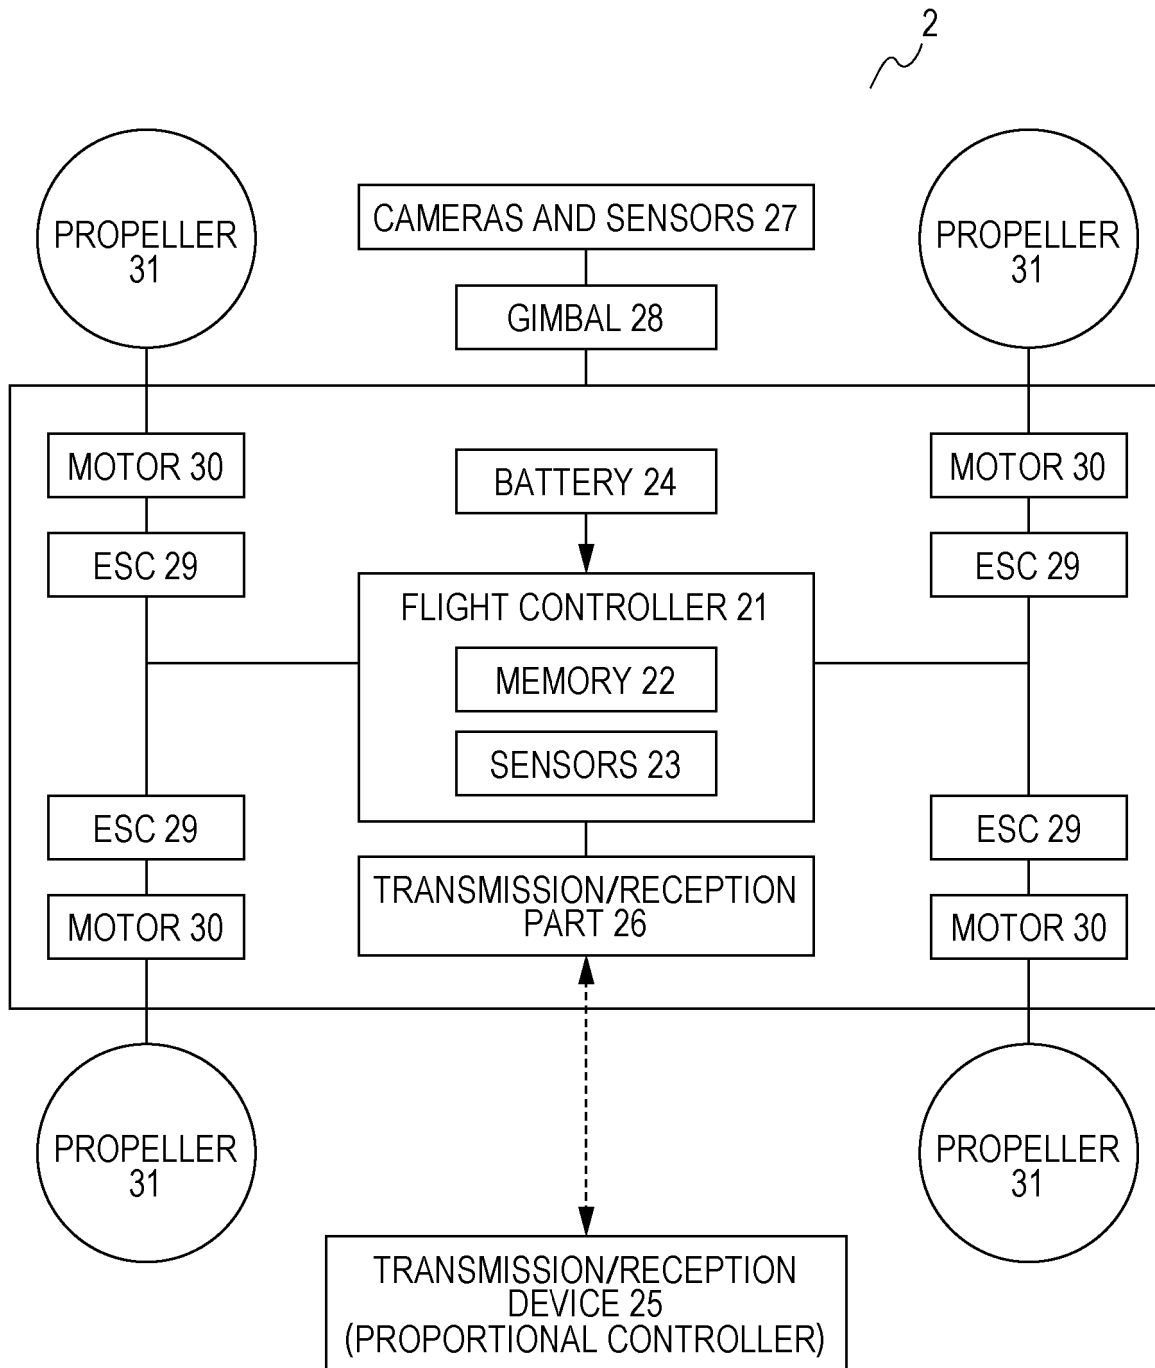 2
PROPELLER
31
CAMERAS AND SENSORS 27
PROPELLER
31
GIMBAL 28
MOTOR 30
BATTERY 24
MOTOR 30
ESC 29
ESC 29
FLIGHT CONTROLLER 21
MEMORY 22
SENSORS 23
ESC 29
ESC 29
TRANSMISSION/RECEPTION
PART 26
MOTOR 30
MOTOR 30
PROPELLER
31
PROPELLER
31
TRANSMISSION/RECEPTION
DEVICE 25
(PROPORTIONAL CONTROLLER)